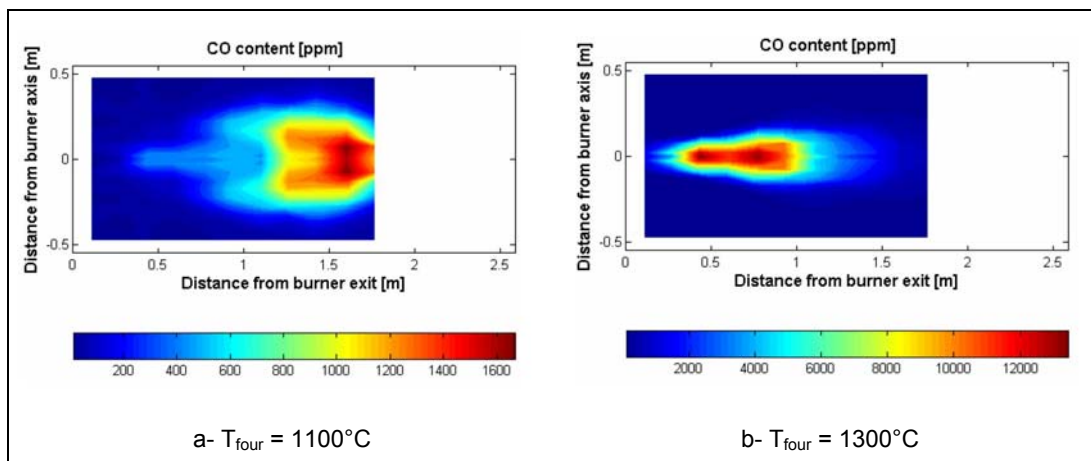 CO content [ppm]
0.5
0
-0.5
Distance from burner axis [m]
0 0.5 1 1.5 2 2.5
Distance from burner exit [m]
200 400 600 800 1000 1200 1400 1600
a- Tfour = 1100°C
CO content [ppm]
0.5
0
-0.5
Distance from burner axis [m]
0 0.5 1 1.5 2 2.5
Distance from burner exit [m]
2000 4000 6000 8000 10000 12000
b- Tfour = 1300°C